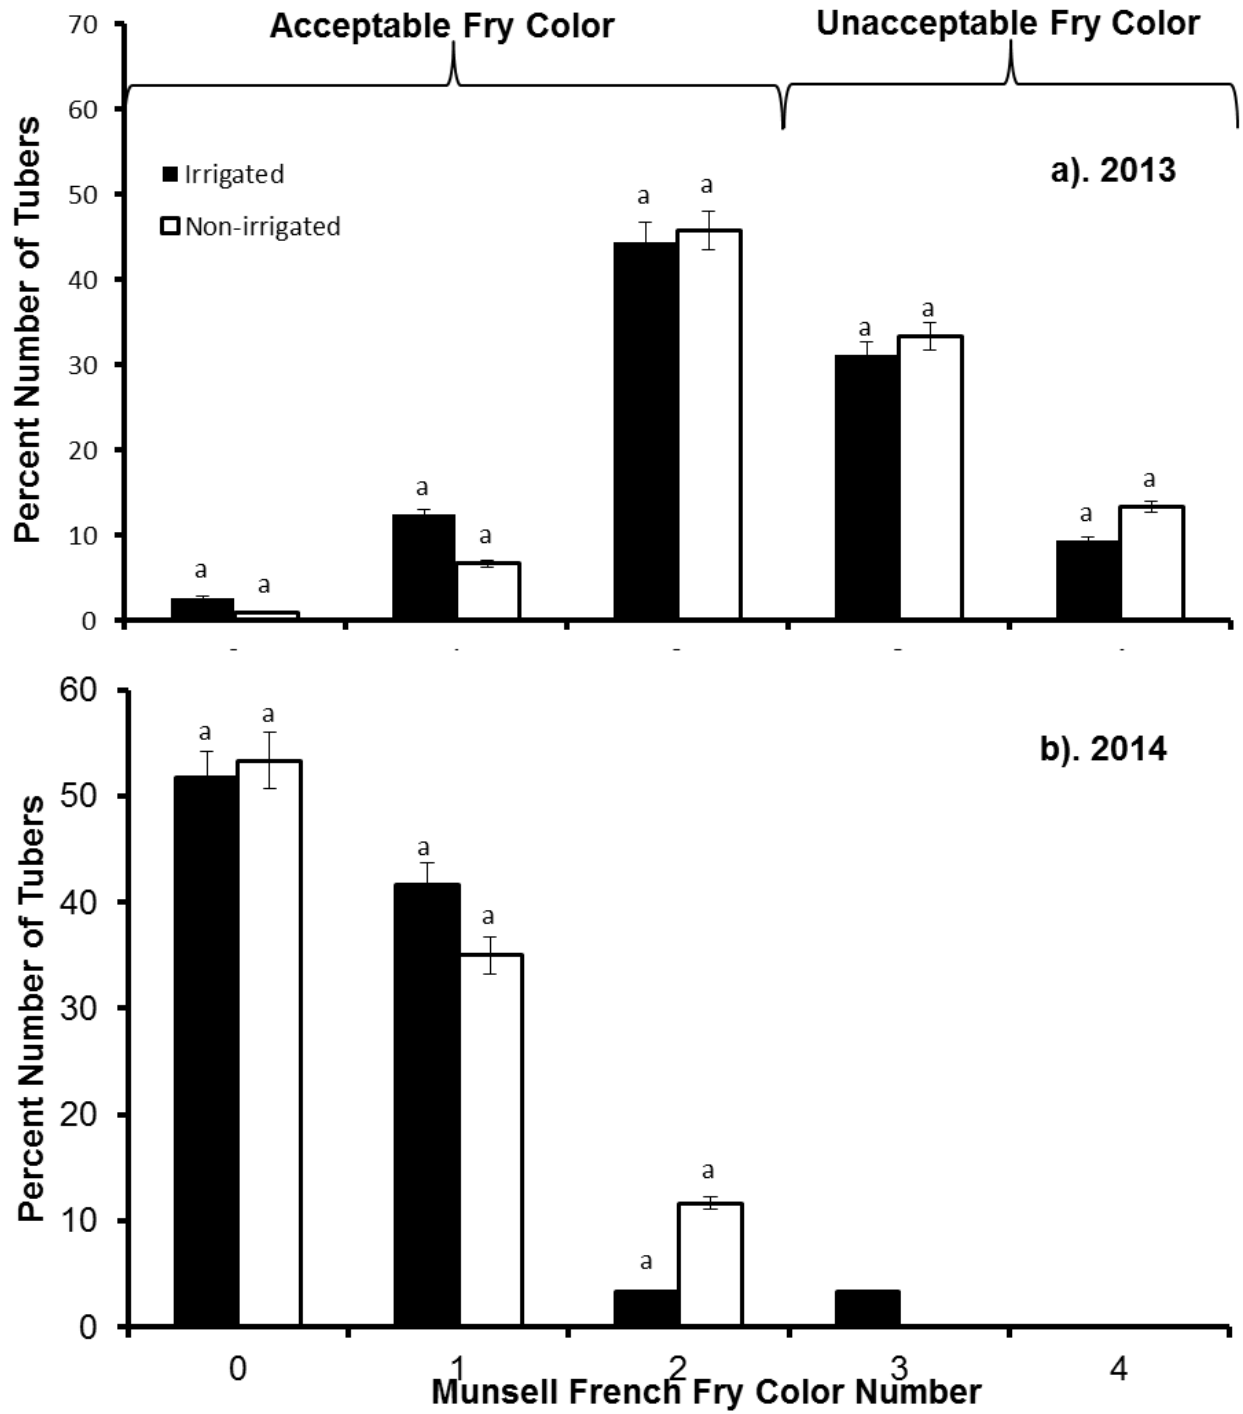 Acceptable Fry Color
Unacceptable Fry Color
70
60
50
40
30
20
10
0
Percent Number of Tubers
Irrigated
Non-irrigated
a). 2013
a a
a a
a a
a a
a a
60
50
40
30
20
10
0
Percent Number of Tubers
b). 2014
a a
a a
a a
0 1 2 3 4
Munsell French Fry Color Number